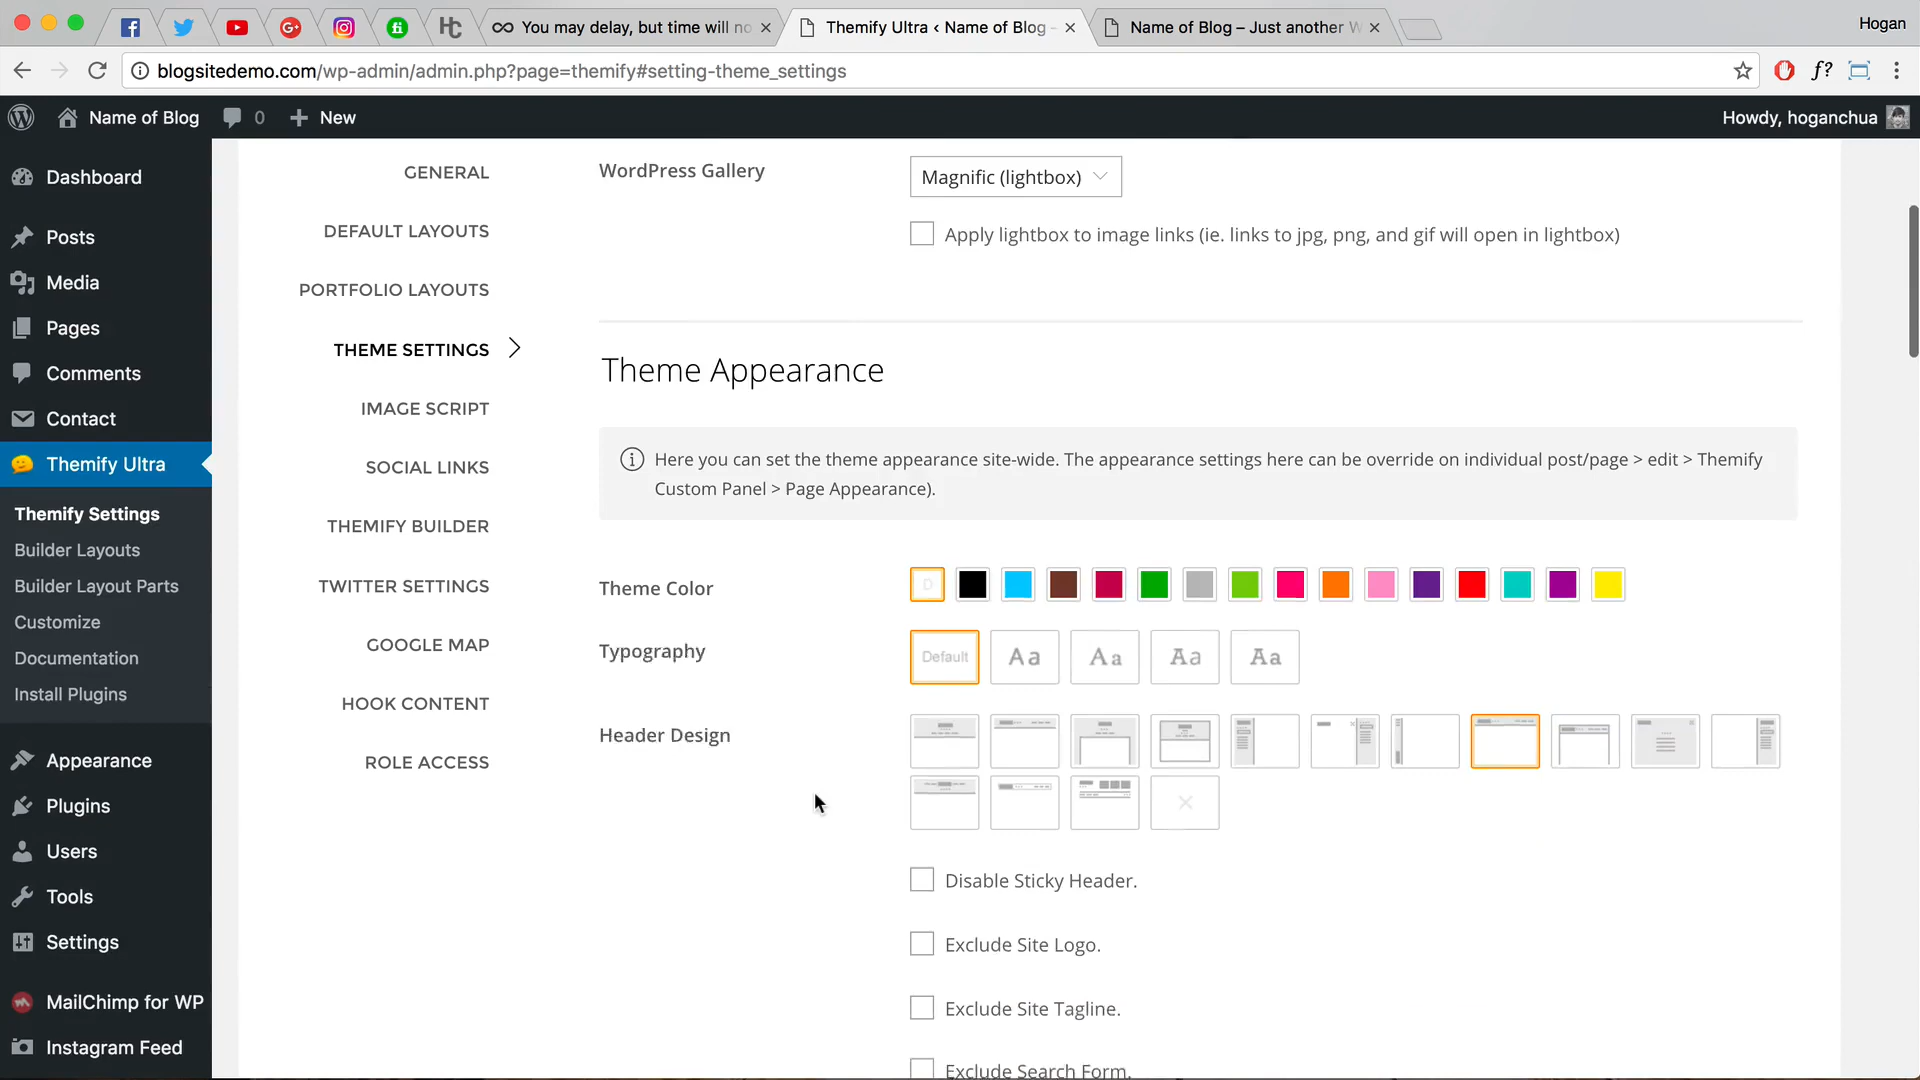 You may delay, but time will no
Themify Ultra ‹ Name of Blog –
Name of Blog – Just another W
Hogan
blogsitedemo.com/wp-admin/admin.php?page=themify#setting-theme_settings
f?
Name of Blog
0
New
Howdy, hoganchua
Dashboard
Posts
Media
Pages
Comments
Contact
Themify Ultra
Themify Settings
Builder Layouts
Builder Layout Parts
Customize
Documentation
Install Plugins
Appearance
Plugins
Users
Tools
Settings
MailChimp for WP
Instagram Feed
GENERAL
DEFAULT LAYOUTS
PORTFOLIO LAYOUTS
THEME SETTINGS
IMAGE SCRIPT
SOCIAL LINKS
THEMIFY BUILDER
TWITTER SETTINGS
GOOGLE MAP
HOOK CONTENT
ROLE ACCESS
WordPress Gallery
Magnific (lightbox)
Apply lightbox to image links (ie. links to jpg, png, and gif will open in lightbox)
Theme Appearance
Here you can set the theme appearance site-wide. The appearance settings here can be override on individual post/page > edit > Themify
Custom Panel > Page Appearance).
Theme Color
D
Typography
Default Aa Aa Aa Aa
Header Design
Disable Sticky Header.
Exclude Site Logo.
Exclude Site Tagline.
Exclude Search Form.